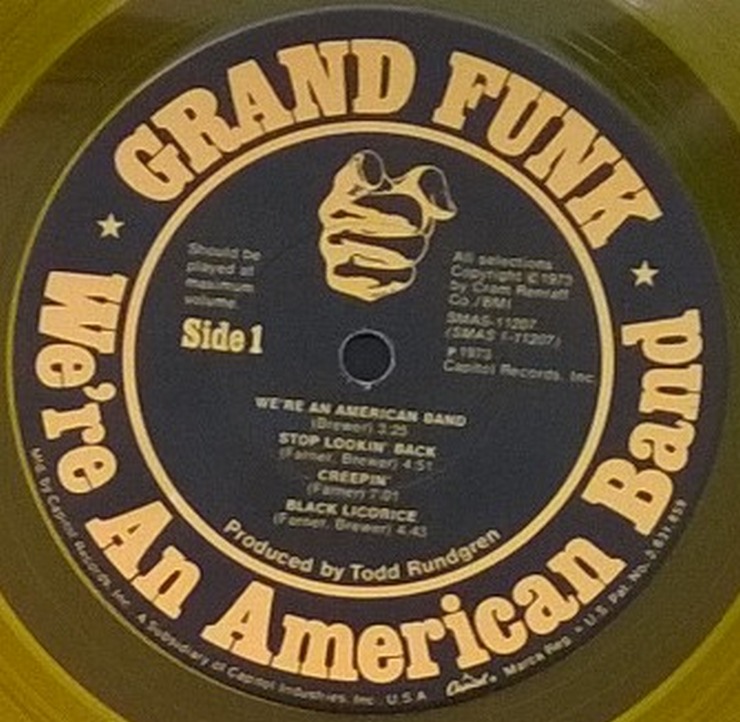 GRAND FUNK
We're An American Band
Should be
played at
maximum
volume.
Side 1
All selections
Copyright ©1973
by Cram Renraff
Co./BMI
SMAS-11207
(SMAS 1-11207)
℗ 1973
Capitol Records, Inc.
WE'RE AN AMERICAN BAND
(Brewer) 3:25
STOP LOOKIN' BACK
(Farner, Brewer) 4:51
CREEPIN'
(Farner) 7:01
BLACK LICORICE
(Farner, Brewer) 4:43
Produced by Todd Rundgren
Mfd. by Capitol Records, Inc. A Subsidiary of Capitol Industries, Inc. U.S.A. Capitol® Marca Reg. • U.S. Pat. No. 2,631,859